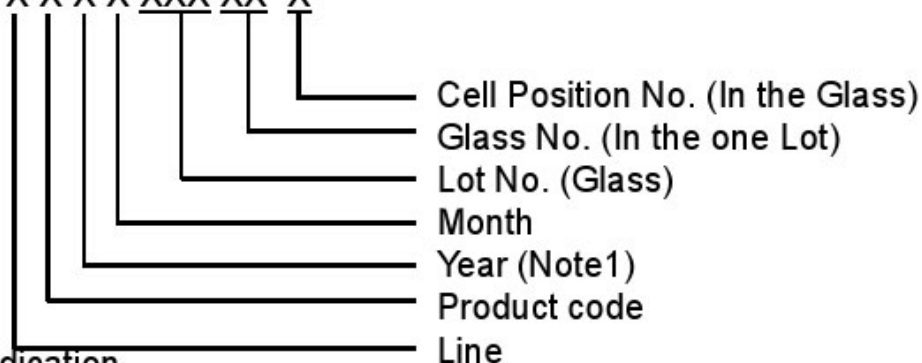 X X X X XXX XX X
Cell Position No. (In the Glass)
Glass No. (In the one Lot)
Lot No. (Glass)
Month
Year (Note1)
Product code
Line